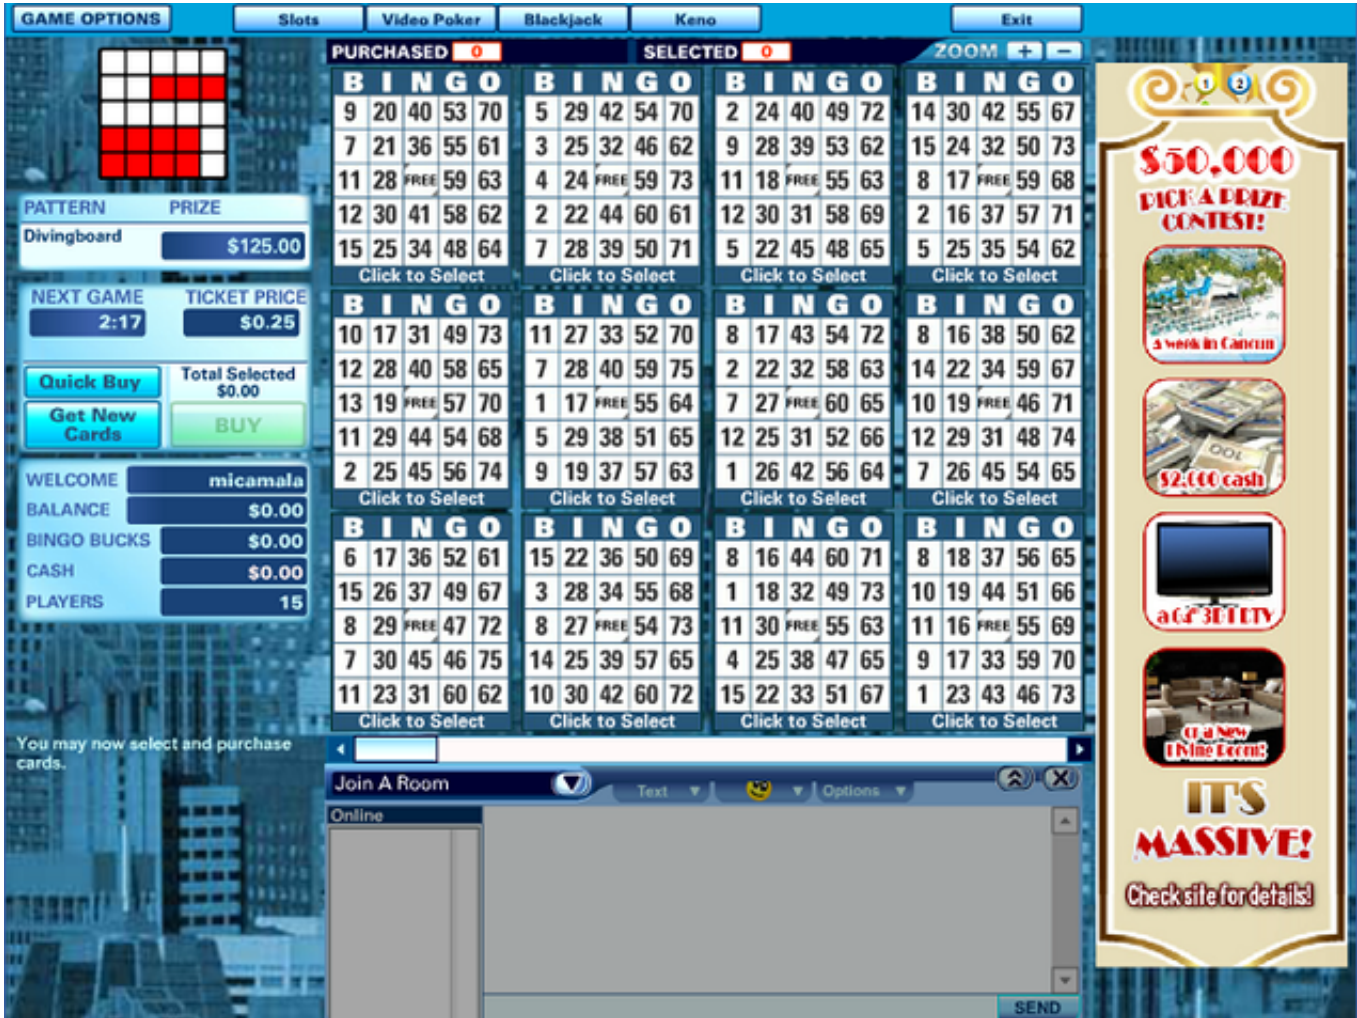 GAME OPTIONS
Slots
Video Poker
Blackjack
Keno
Exit
PURCHASED 0
SELECTED 0
ZOOM + −
PATTERN PRIZE
Divingboard
$125.00
NEXT GAME TICKET PRICE
2:17 $0.25
Quick Buy
Total Selected
$0.00
Get New
Cards
BUY
WELCOME micamala
BALANCE $0.00
BINGO BUCKS $0.00
CASH $0.00
PLAYERS 15
You may now select and purchase
cards.
B I N G O
9 20 40 53 70
7 21 36 55 61
11 28 FREE 59 63
12 30 41 58 62
15 25 34 48 64
Click to Select
B I N G O
5 29 42 54 70
3 25 32 46 62
4 24 FREE 59 73
2 22 44 60 61
7 28 39 50 71
Click to Select
B I N G O
2 24 40 49 72
9 28 39 53 62
11 18 FREE 55 63
12 30 31 58 69
5 22 45 48 65
Click to Select
B I N G O
14 30 42 55 67
15 24 32 50 73
8 17 FREE 59 68
2 16 37 57 71
5 25 35 54 62
Click to Select
B I N G O
10 17 31 49 73
12 28 40 58 65
13 19 FREE 57 70
11 29 44 54 68
2 25 45 56 74
Click to Select
B I N G O
11 27 33 52 70
7 28 40 59 75
1 17 FREE 55 64
5 29 38 51 65
9 19 37 57 63
Click to Select
B I N G O
8 17 43 54 72
2 22 32 58 63
7 27 FREE 60 65
12 25 31 52 66
1 26 42 56 64
Click to Select
B I N G O
8 16 38 50 62
14 22 34 59 67
10 19 FREE 46 71
12 29 31 48 74
7 26 45 54 65
Click to Select
B I N G O
6 17 36 52 61
15 26 37 49 67
8 29 FREE 47 72
7 30 45 46 75
11 23 31 60 62
Click to Select
B I N G O
15 22 36 50 69
3 28 34 55 68
8 27 FREE 54 73
14 25 39 57 65
10 30 42 60 72
Click to Select
B I N G O
8 16 44 60 71
1 18 32 49 73
11 30 FREE 55 63
4 25 38 47 65
15 22 33 51 67
Click to Select
B I N G O
8 18 37 56 65
10 19 44 51 66
11 16 FREE 55 69
9 17 33 59 70
1 23 43 46 73
Click to Select
Join A Room
Text
Options
Online
SEND
1 2
$50,000
PICK A PRIZE
CONTEST!
a week in Cancun
100
$2,000 cash
or a New
Living Room!
IT'S
MASSIVE!
Check site for details!